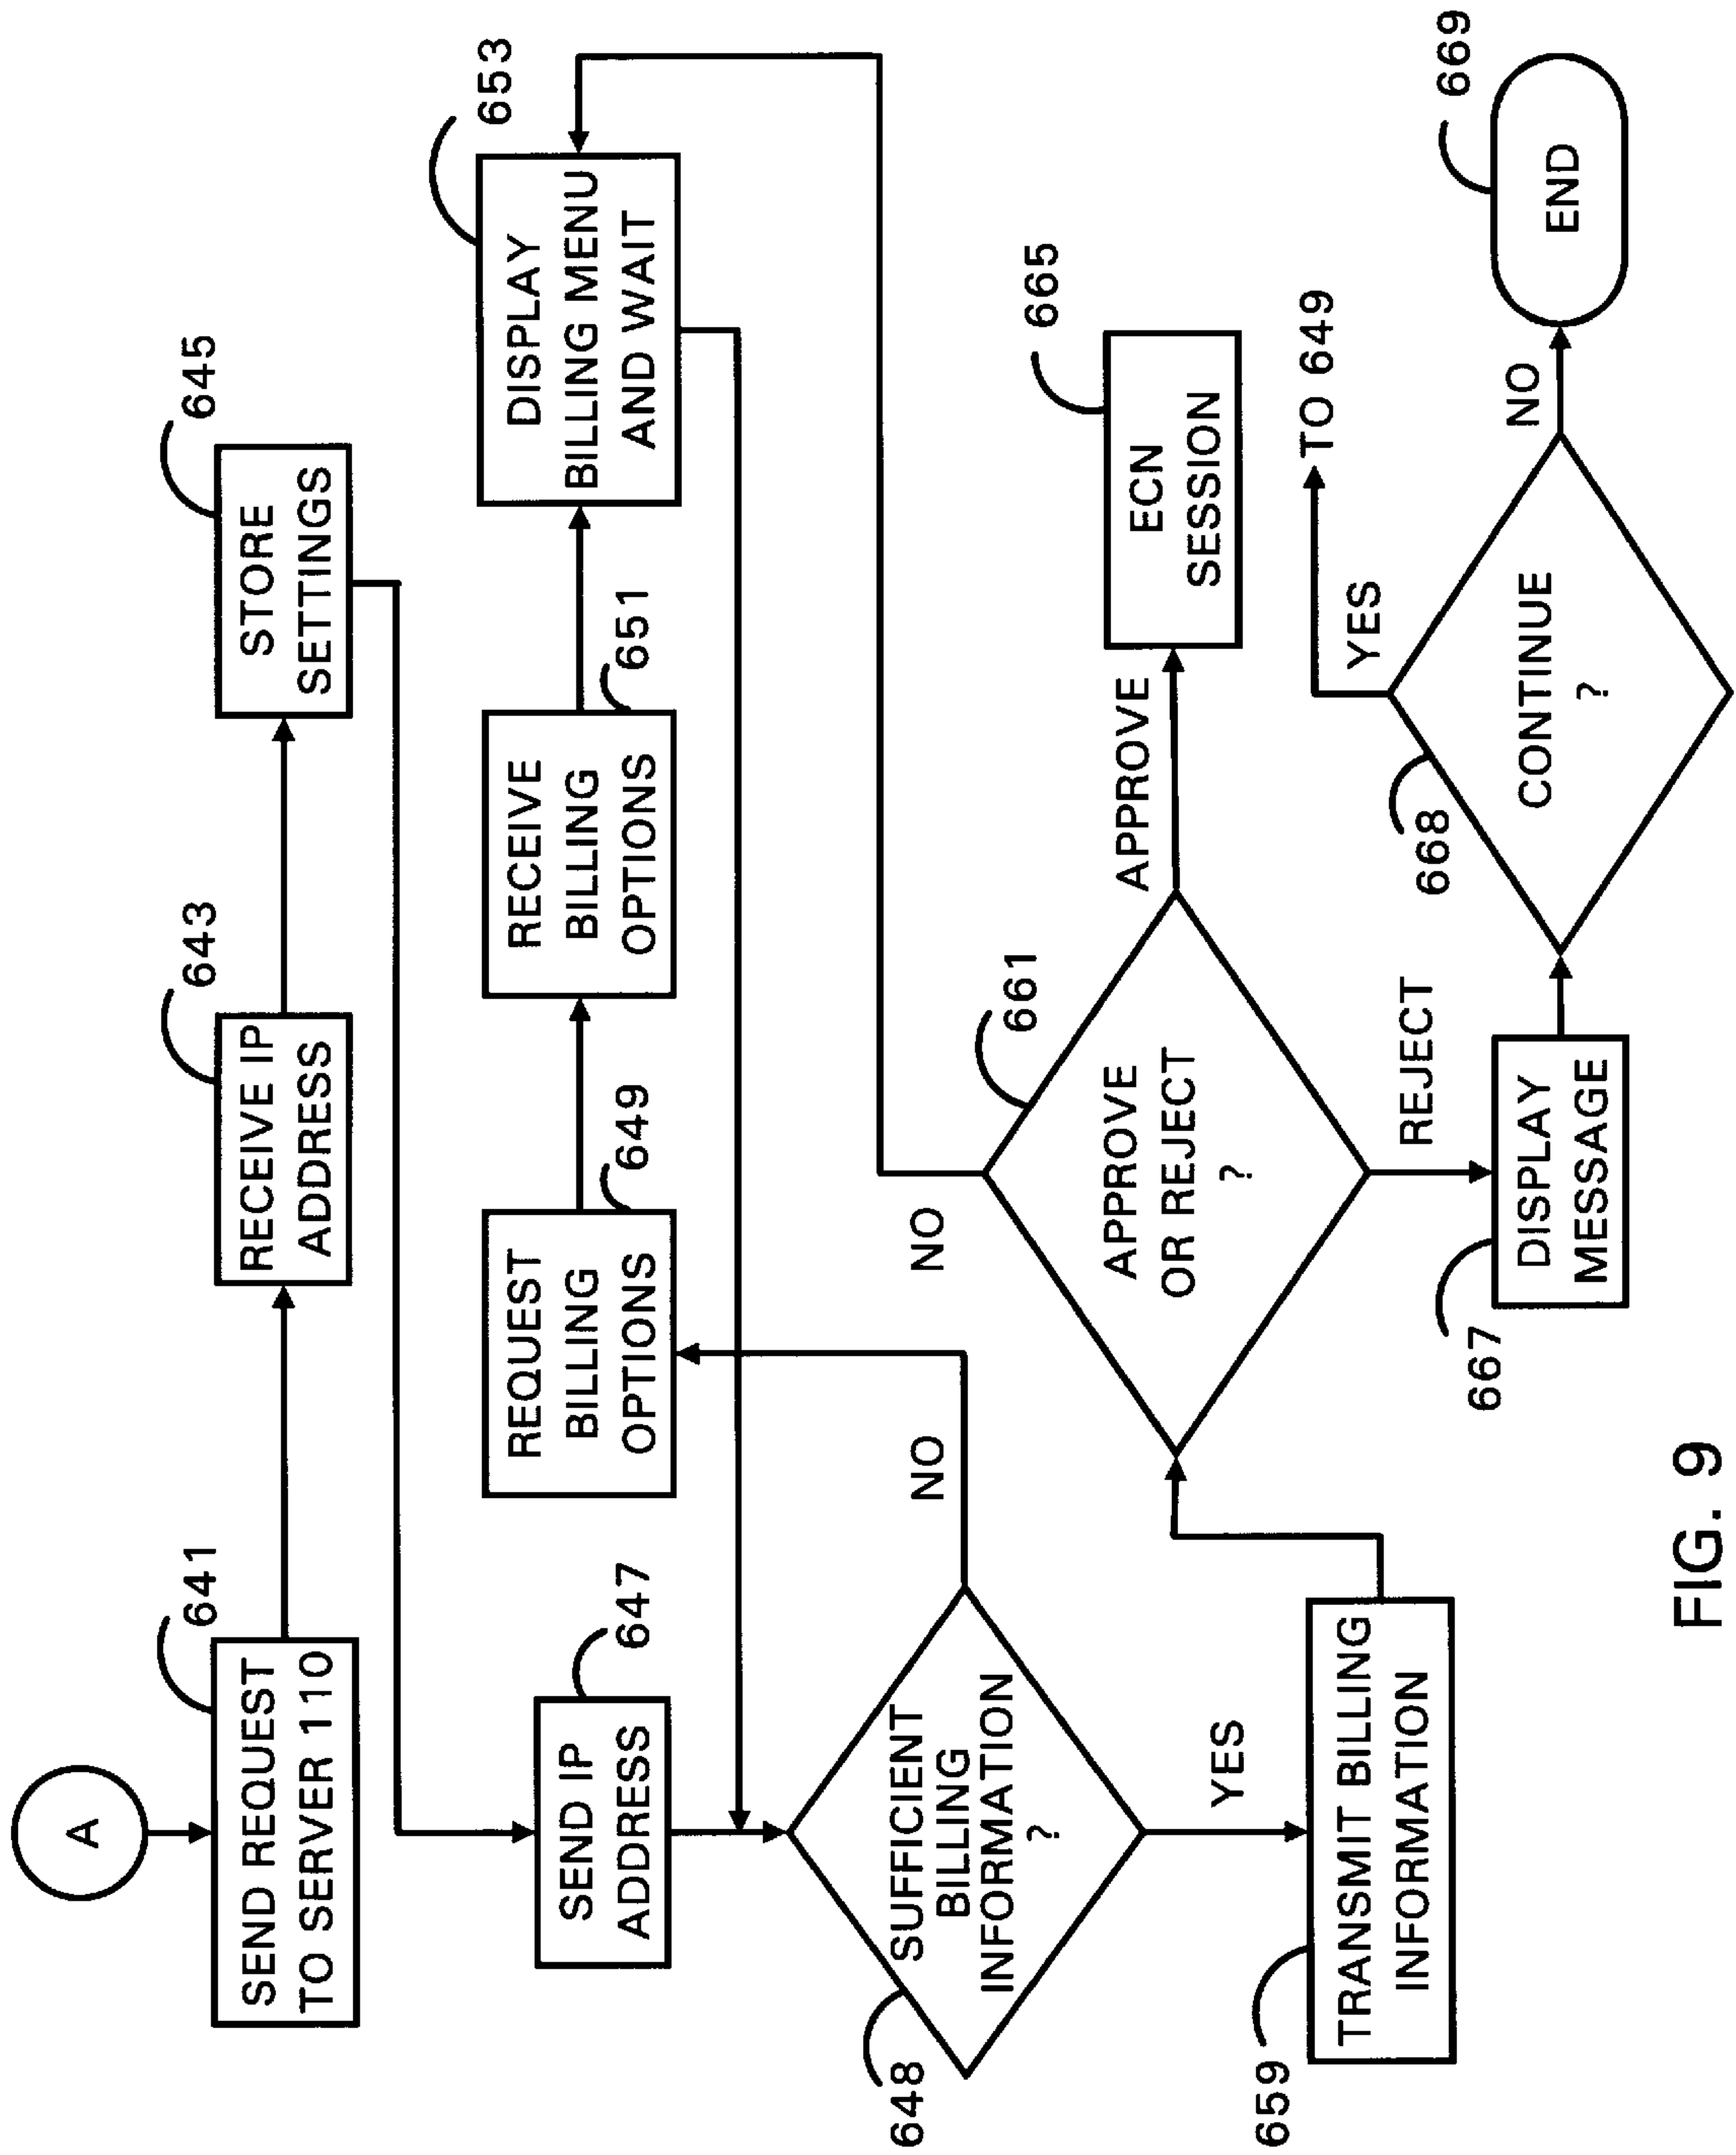 A
641
SEND REQUEST
TO SERVER 110
643
RECEIVE IP
ADDRESS
645
STORE
SETTINGS
647
SEND IP
ADDRESS
649
REQUEST
BILLING
OPTIONS
651
RECEIVE
BILLING
OPTIONS
653
DISPLAY
BILLING MENU
AND WAIT
648
SUFFICIENT
BILLING
INFORMATION
?
NO
YES
659
TRANSMIT BILLING
INFORMATION
661
APPROVE
OR REJECT
?
NO
APPROVE
665
ECN
SESSION
REJECT
667
DISPLAY
MESSAGE
668
CONTINUE
?
YES
TO 649
NO
669
END
FIG. 9